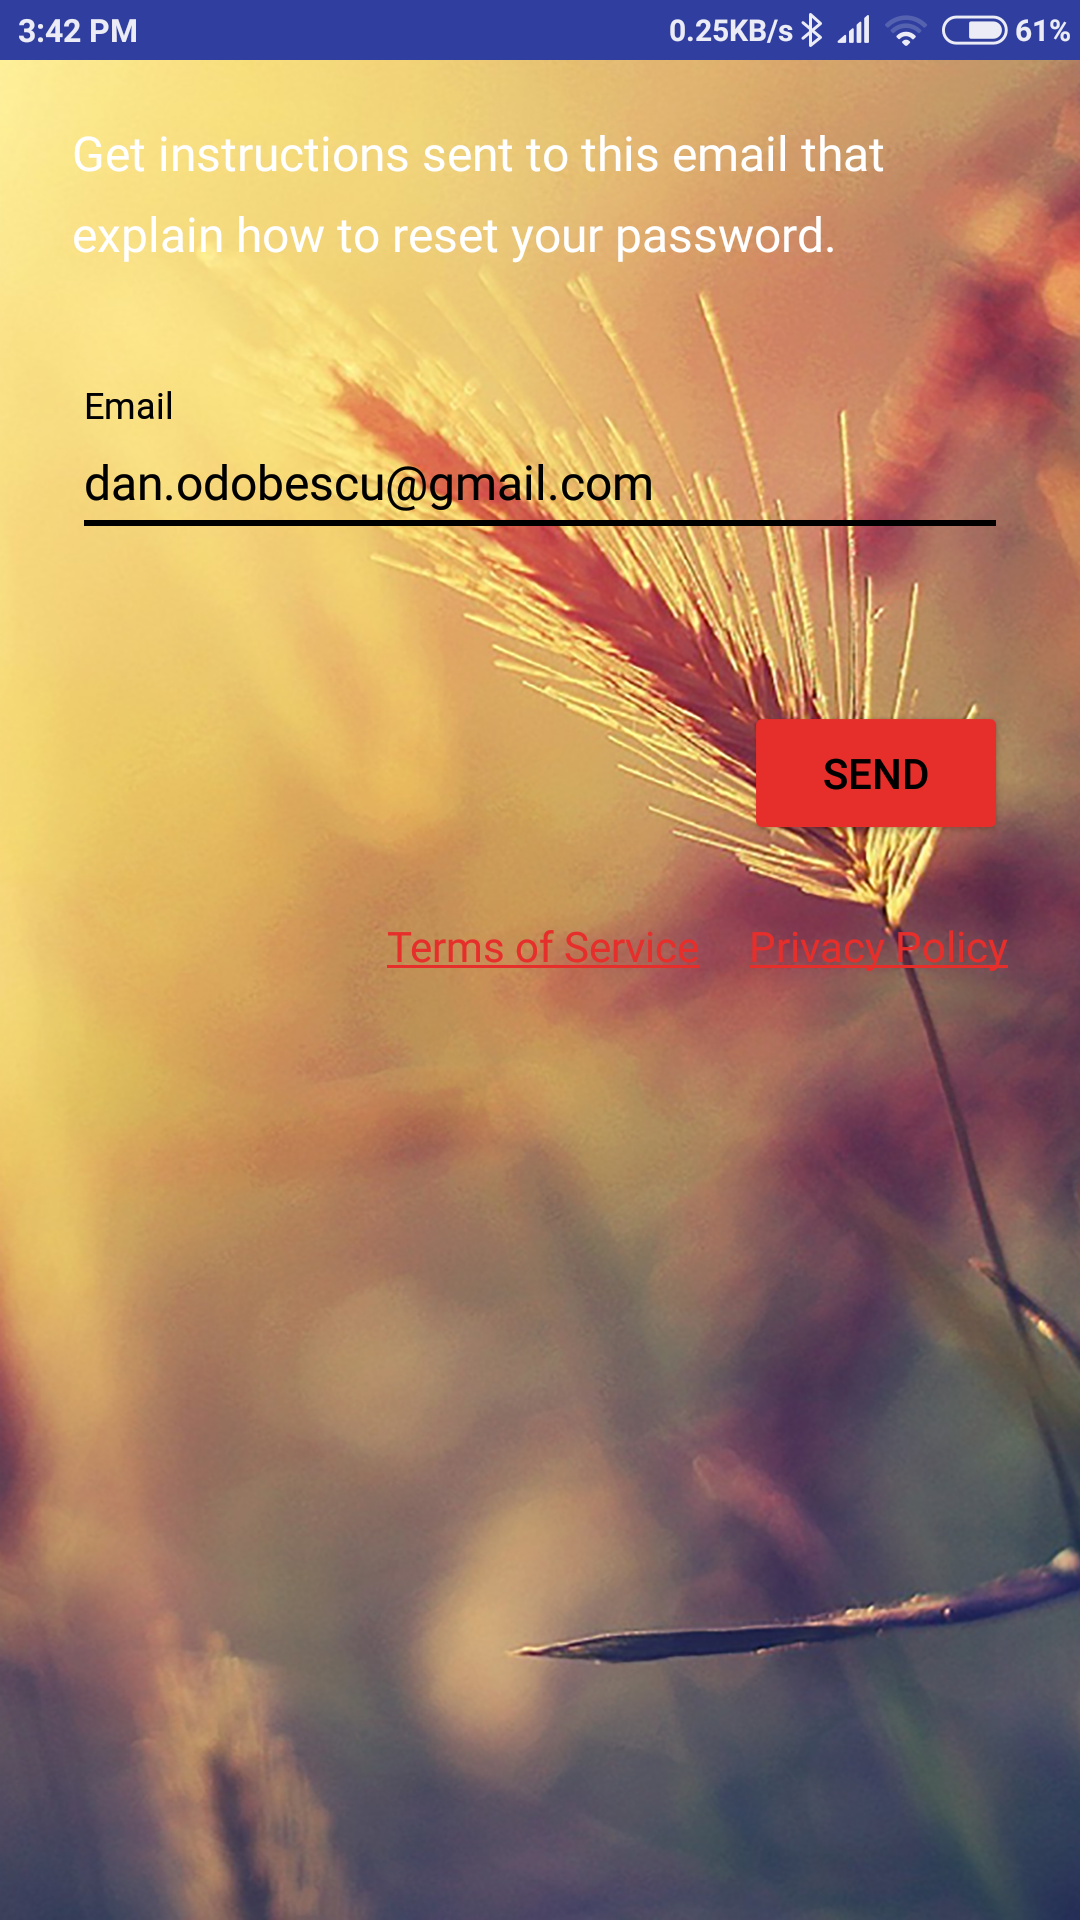 3:42 PM 0.25KB/s 61%
Get instructions sent to this email that
explain how to reset your password.
Email
dan.odobescu@gmail.com
SEND
Terms of Service Privacy Policy